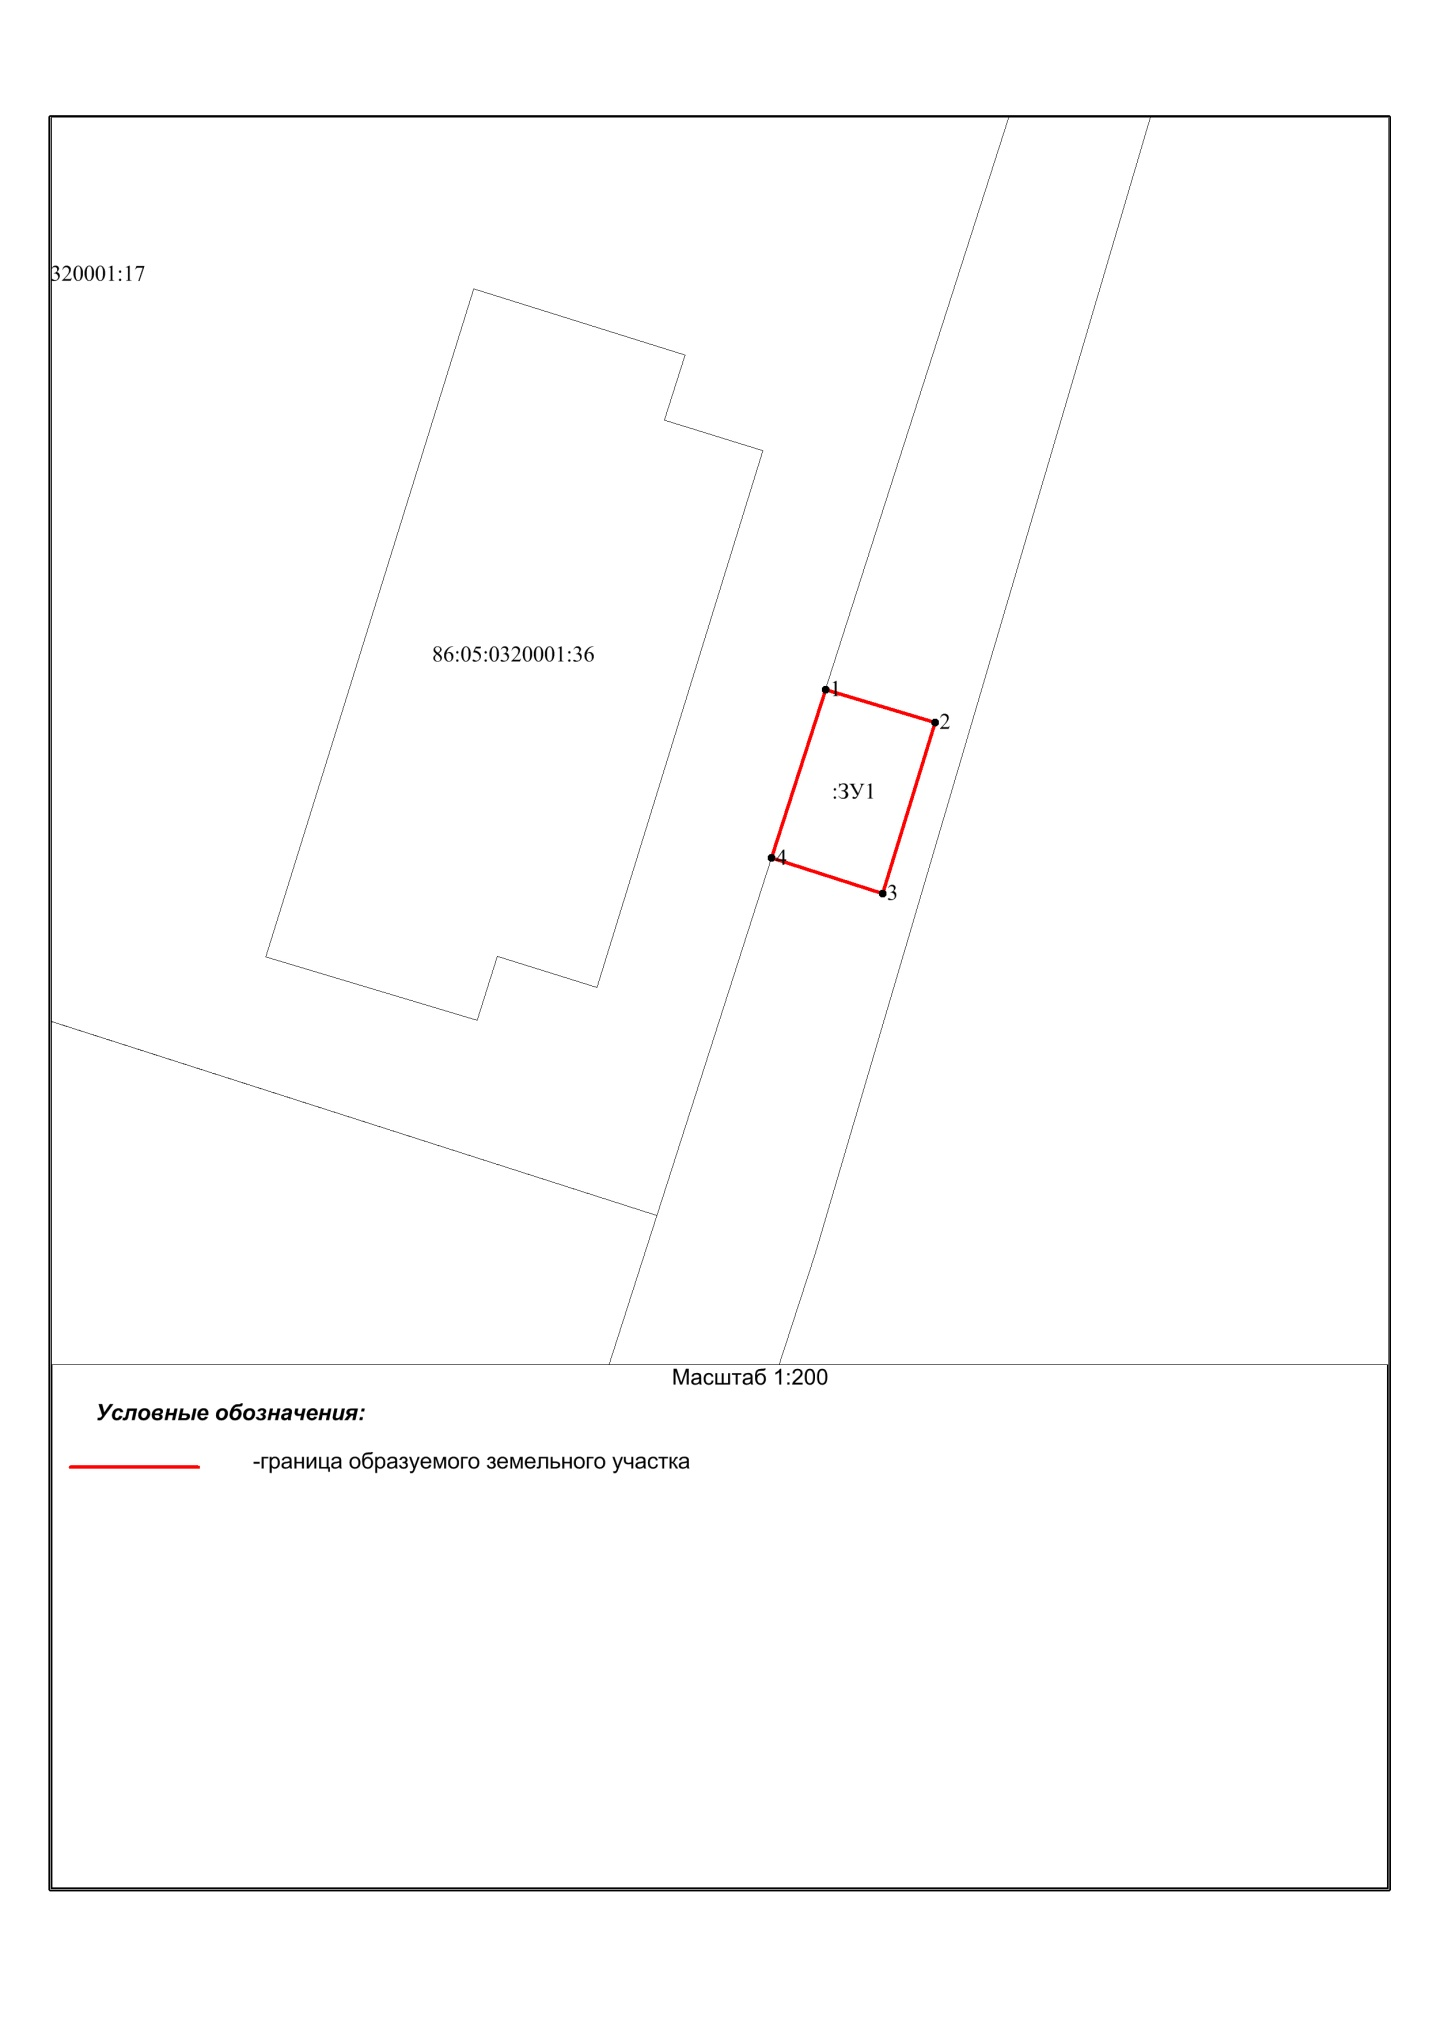 320001:17
86:05:0320001:36
1
2
:ЗУ1
4
3
Масштаб 1:200
Условные обозначения:
-граница образуемого земельного участка